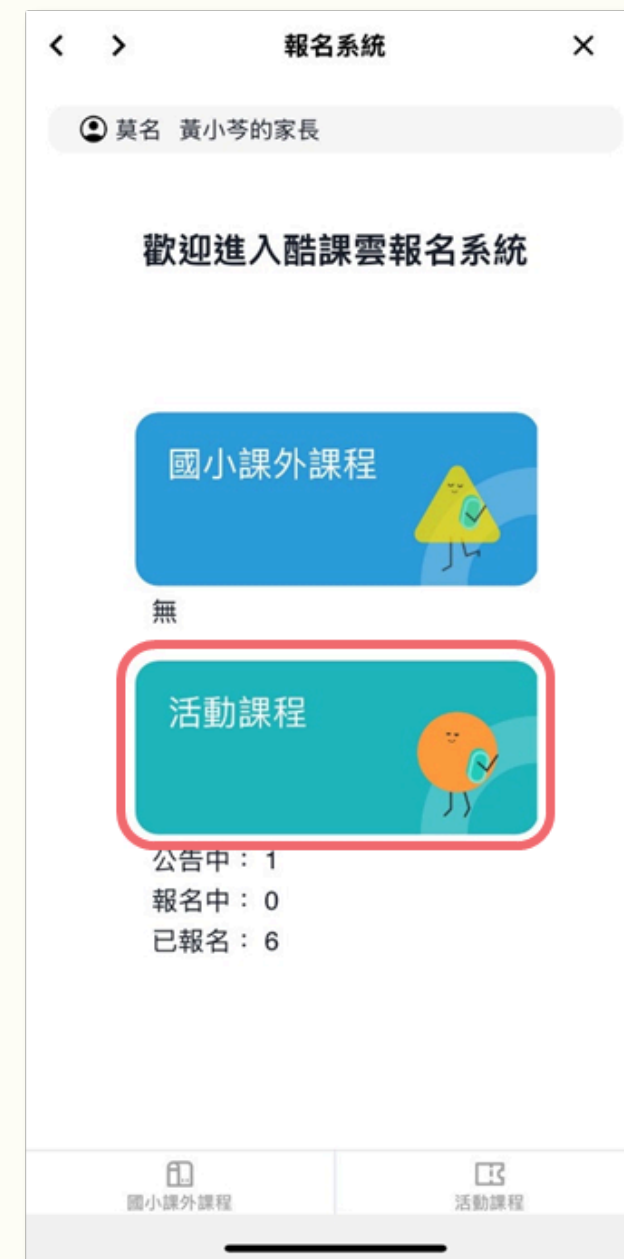 報名系統
莫名 黃小芩的家長
歡迎進入酷課雲報名系統
國小課外課程
無
活動課程
公告中： 1
報名中： 0
已報名： 6
國小課外課程
活動課程